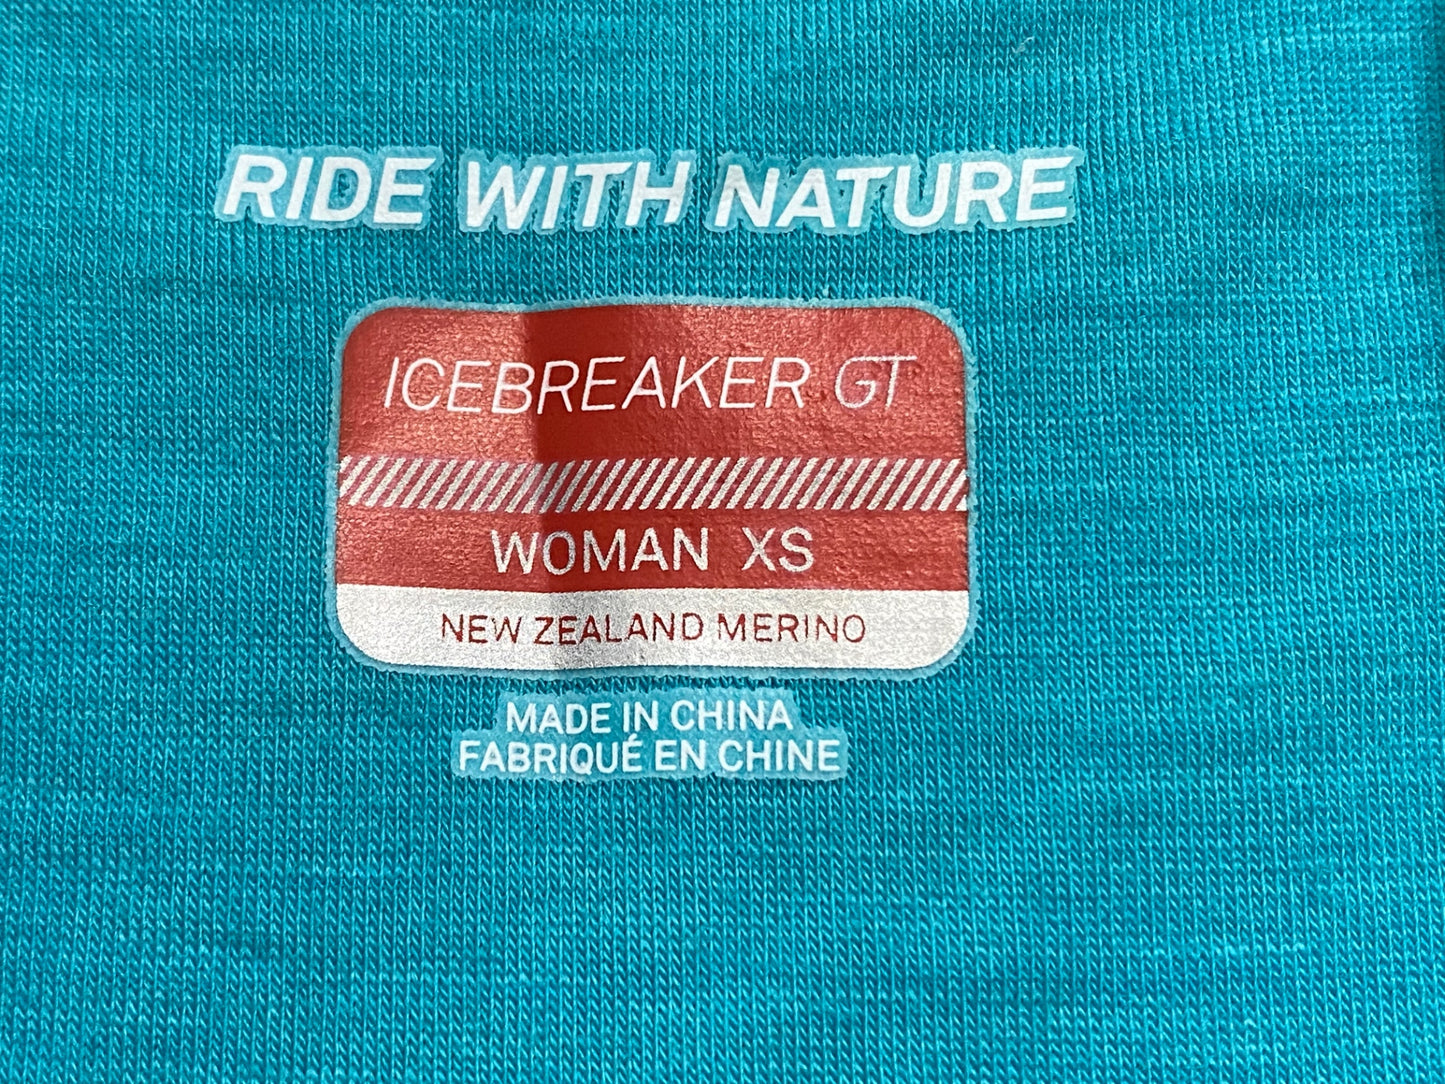 RIDE WITH NATURE
ICEBREAKER GT
WOMAN XS
NEW ZEALAND MERINO
MADE IN CHINA
FABRIQUÉ EN CHINE